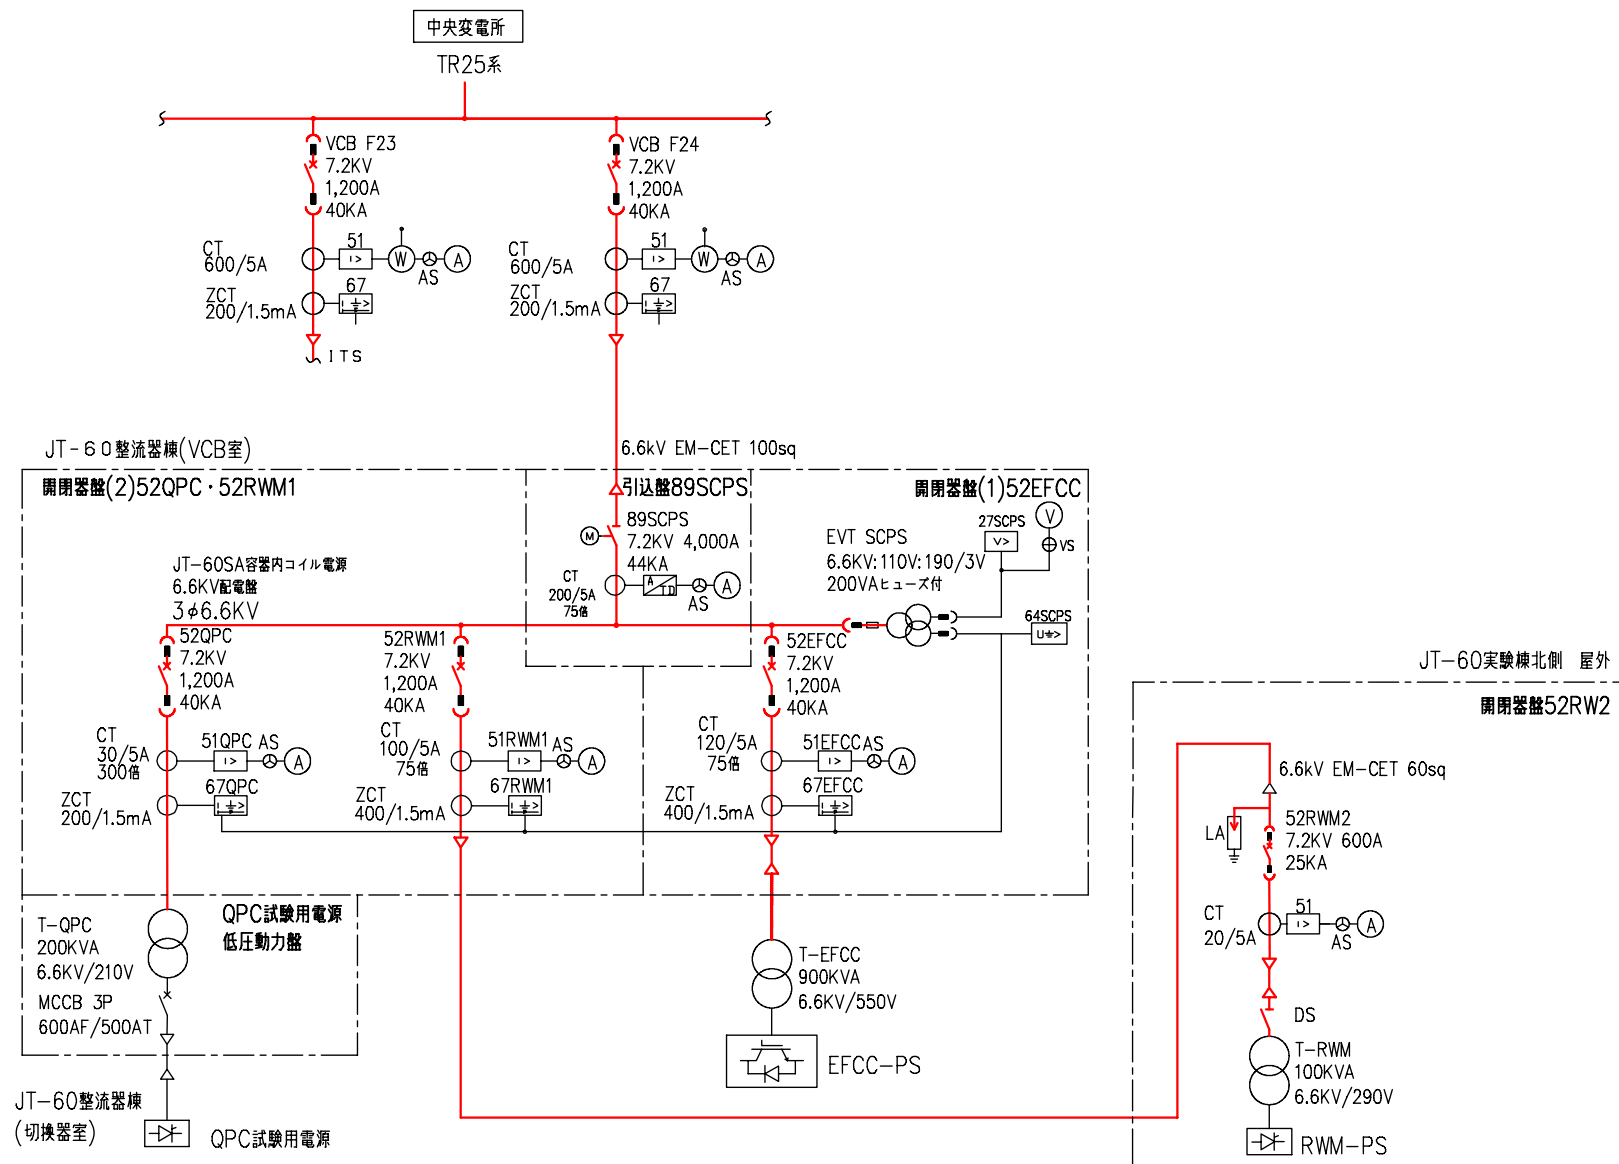 中央変電所
TR25系
VCB F23
7.2KV
1,200A
40KA
CT
600/5A
51
I>
W
AS
A
ZCT
200/1.5mA
67
I⏚>
ITS
VCB F24
7.2KV
1,200A
40KA
CT
600/5A
51
I>
W
AS
A
ZCT
200/1.5mA
67
I⏚>
JT-60整流器棟(VCB室)
6.6kV EM-CET 100sq
開閉器盤(2)52QPC・52RWM1
引込盤89SCPS
開閉器盤(1)52EFCC
89SCPS
7.2KV 4,000A
44KA
M
CT
200/5A
75倍
A
TD
AS
A
EVT SCPS
6.6KV:110V:190/3V
200VAヒューズ付
27SCPS
V>
V
VS
64SCPS
U⏚>
JT-60SA容器内コイル電源
6.6KV配電盤
3φ6.6KV
52QPC
7.2KV
1,200A
40KA
CT
30/5A
300倍
51QPC
I>
AS
A
ZCT
200/1.5mA
67QPC
I⏚>
52RWM1
7.2KV
1,200A
40KA
CT
100/5A
75倍
51RWM1
I>
AS
A
ZCT
400/1.5mA
67RWM1
I⏚>
52EFCC
7.2KV
1,200A
40KA
CT
120/5A
75倍
51EFCC
I>
AS
A
ZCT
400/1.5mA
67EFCC
I⏚>
QPC試験用電源
低圧動力盤
T-QPC
200KVA
6.6KV/210V
MCCB 3P
600AF/500AT
JT-60整流器棟
(切換器室)
QPC試験用電源
T-EFCC
900KVA
6.6KV/550V
EFCC-PS
JT-60実験棟北側 屋外
開閉器盤52RW2
6.6kV EM-CET 60sq
LA
52RWM2
7.2KV 600A
25KA
CT
20/5A
51
I>
AS
A
DS
T-RWM
100KVA
6.6KV/290V
RWM-PS